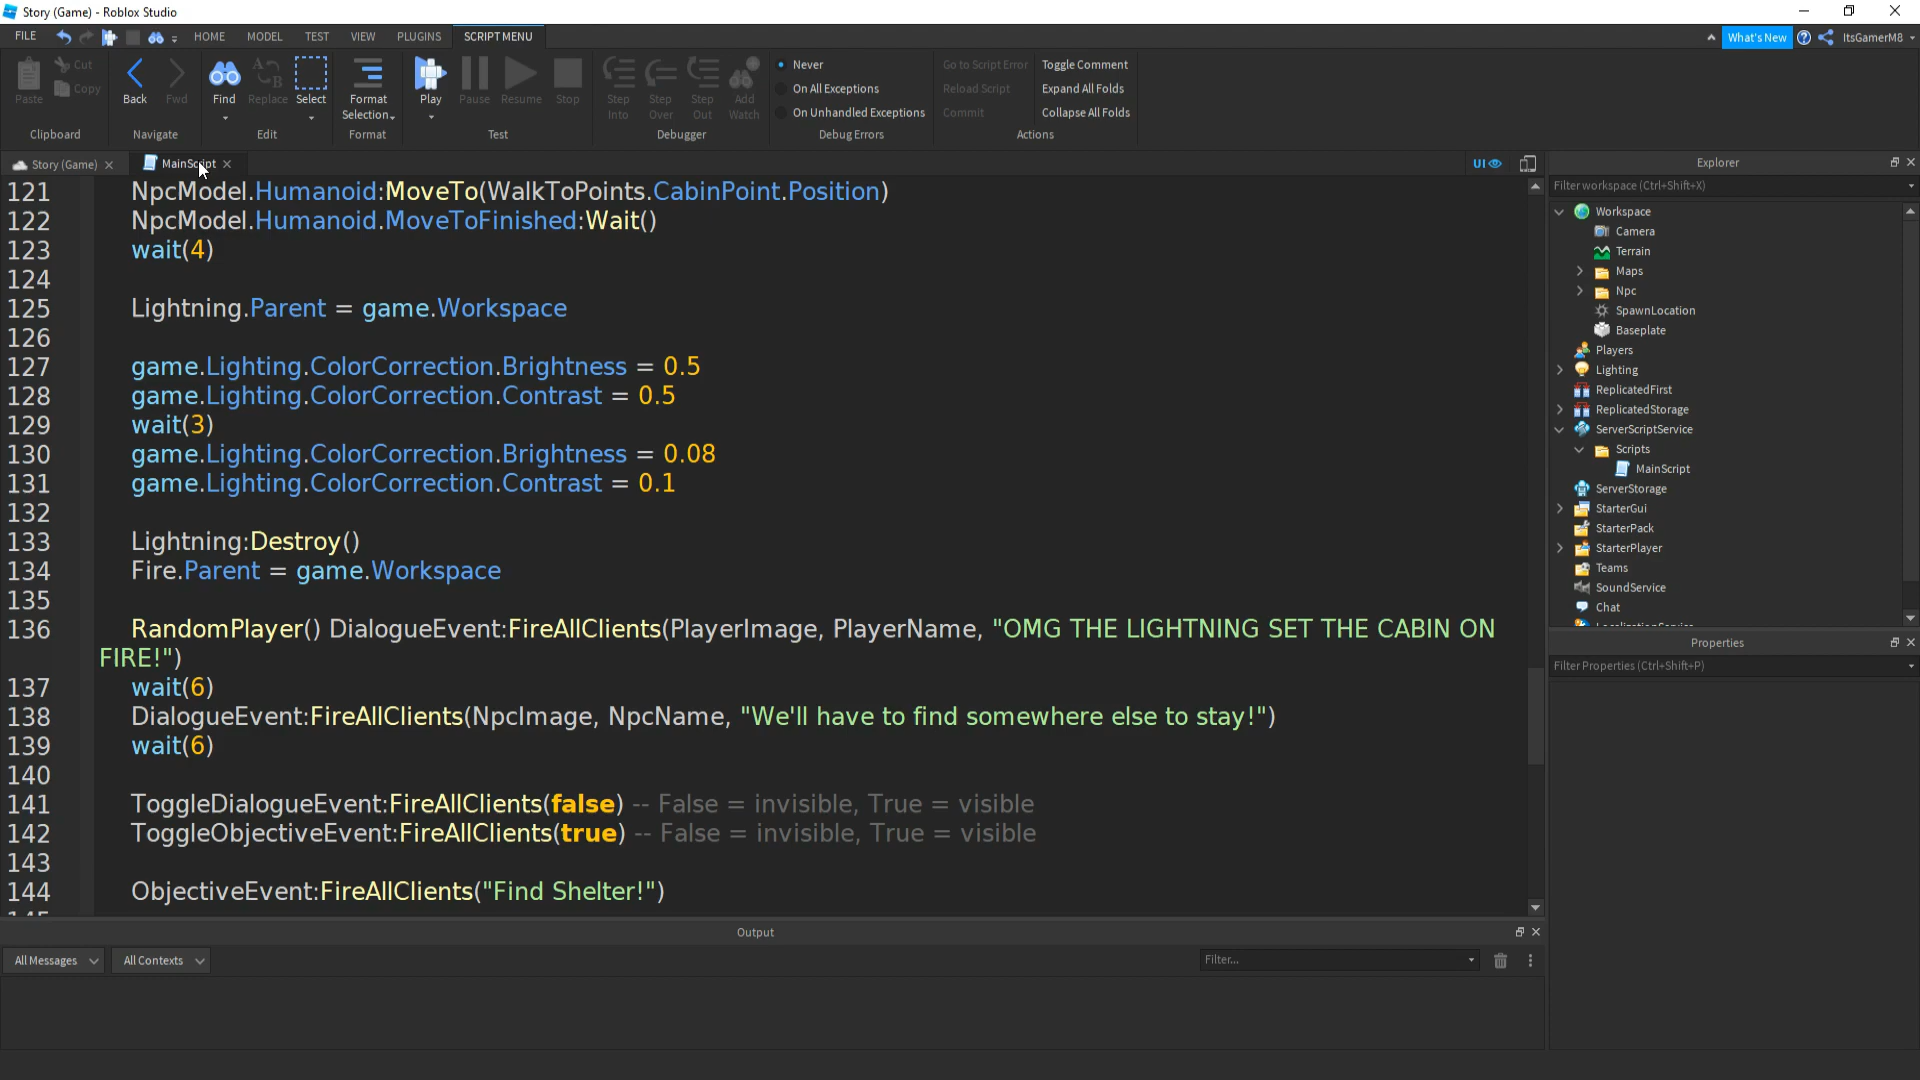 Story (Game) - Roblox Studio
FILE HOME MODEL TEST VIEW PLUGINS SCRIPT MENU What's New ItsGamerM8
Paste Cut Copy Back Fwd Find Replace Select Format Selection Play Pause Resume Stop Step Into Step Over Step Out Add Watch
Never
On All Exceptions
On Unhandled Exceptions
Go to Script Error
Reload Script
Commit
Toggle Comment
Expand All Folds
Collapse All Folds
Clipboard Navigate Edit Format Test Debugger Debug Errors Actions
Story (Game) MainScript UI
121 NpcModel.Humanoid:MoveTo(WalkToPoints.CabinPoint.Position)
122 NpcModel.Humanoid.MoveToFinished:Wait()
123 wait(4)
124
125 Lightning.Parent = game.Workspace
126
127 game.Lighting.ColorCorrection.Brightness = 0.5
128 game.Lighting.ColorCorrection.Contrast = 0.5
129 wait(3)
130 game.Lighting.ColorCorrection.Brightness = 0.08
131 game.Lighting.ColorCorrection.Contrast = 0.1
132
133 Lightning:Destroy()
134 Fire.Parent = game.Workspace
135
136 RandomPlayer() DialogueEvent:FireAllClients(PlayerImage, PlayerName, "OMG THE LIGHTNING SET THE CABIN ON
FIRE!")
137 wait(6)
138 DialogueEvent:FireAllClients(NpcImage, NpcName, "We'll have to find somewhere else to stay!")
139 wait(6)
140
141 ToggleDialogueEvent:FireAllClients(false) -- False = invisible, True = visible
142 ToggleObjectiveEvent:FireAllClients(true) -- False = invisible, True = visible
143
144 ObjectiveEvent:FireAllClients("Find Shelter!")
Output
All Messages All Contexts Filter...
Explorer
Filter workspace (Ctrl+Shift+X)
Workspace
Camera
Terrain
Maps
Npc
SpawnLocation
Baseplate
Players
Lighting
ReplicatedFirst
ReplicatedStorage
ServerScriptService
Scripts
MainScript
ServerStorage
StarterGui
StarterPack
StarterPlayer
Teams
SoundService
Chat
Properties
Filter Properties (Ctrl+Shift+P)